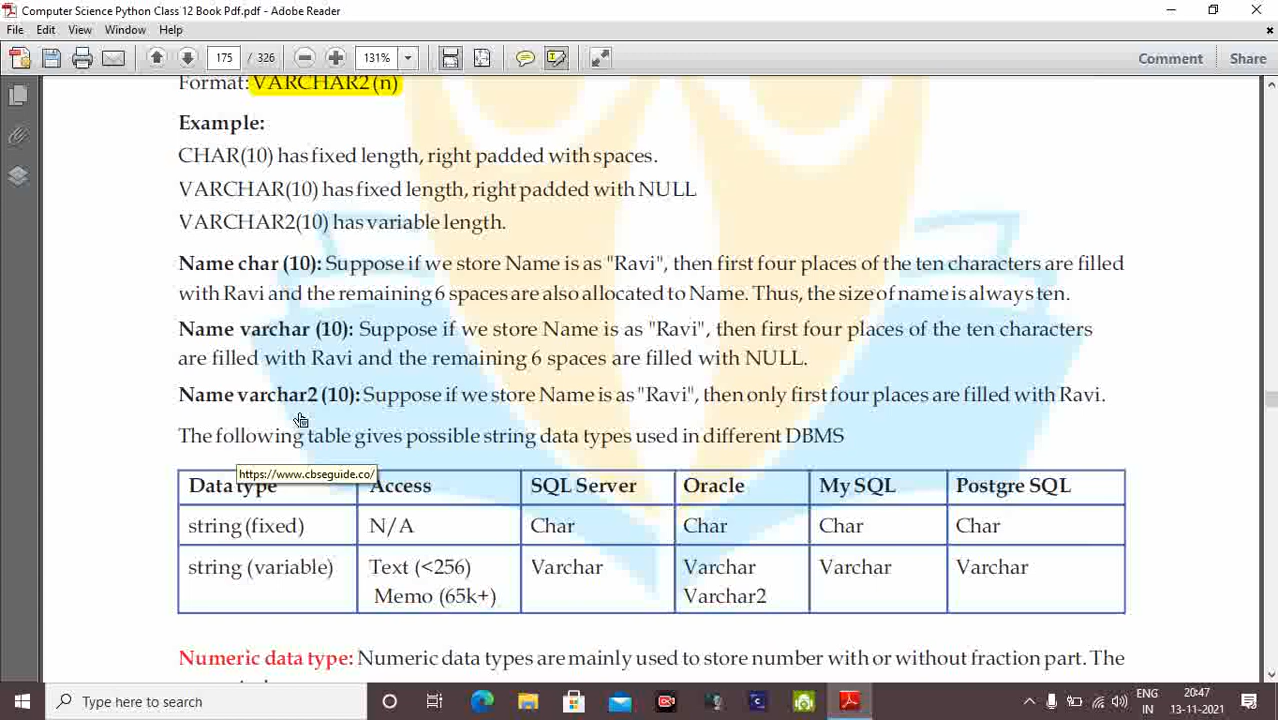 Computer Science Python Class 12 Book Pdf.pdf - Adobe Reader
File Edit View Window Help
175 / 326 131% Comment Share
Format: VARCHAR2 (n)
Example:
CHAR(10) has fixed length, right padded with spaces.
VARCHAR(10) has fixed length, right padded with NULL
VARCHAR2(10) has variable length.
Name char (10): Suppose if we store Name is as "Ravi", then first four places of the ten characters are filled
with Ravi and the remaining 6 spaces are also allocated to Name. Thus, the size of name is always ten.
Name varchar (10): Suppose if we store Name is as "Ravi", then first four places of the ten characters
are filled with Ravi and the remaining 6 spaces are filled with NULL.
Name varchar2 (10): Suppose if we store Name is as "Ravi", then only first four places are filled with Ravi.
The following table gives possible string data types used in different DBMS
https://www.cbseguide.co/
Data type Access SQL Server Oracle My SQL Postgre SQL
string (fixed) N/A Char Char Char Char
string (variable) Text (<256) Varchar Varchar Varchar Varchar
Memo (65k+) Varchar2
Numeric data type: Numeric data types are mainly used to store number with or without fraction part. The
Type here to search
ENG 20:47
IN 13-11-2021